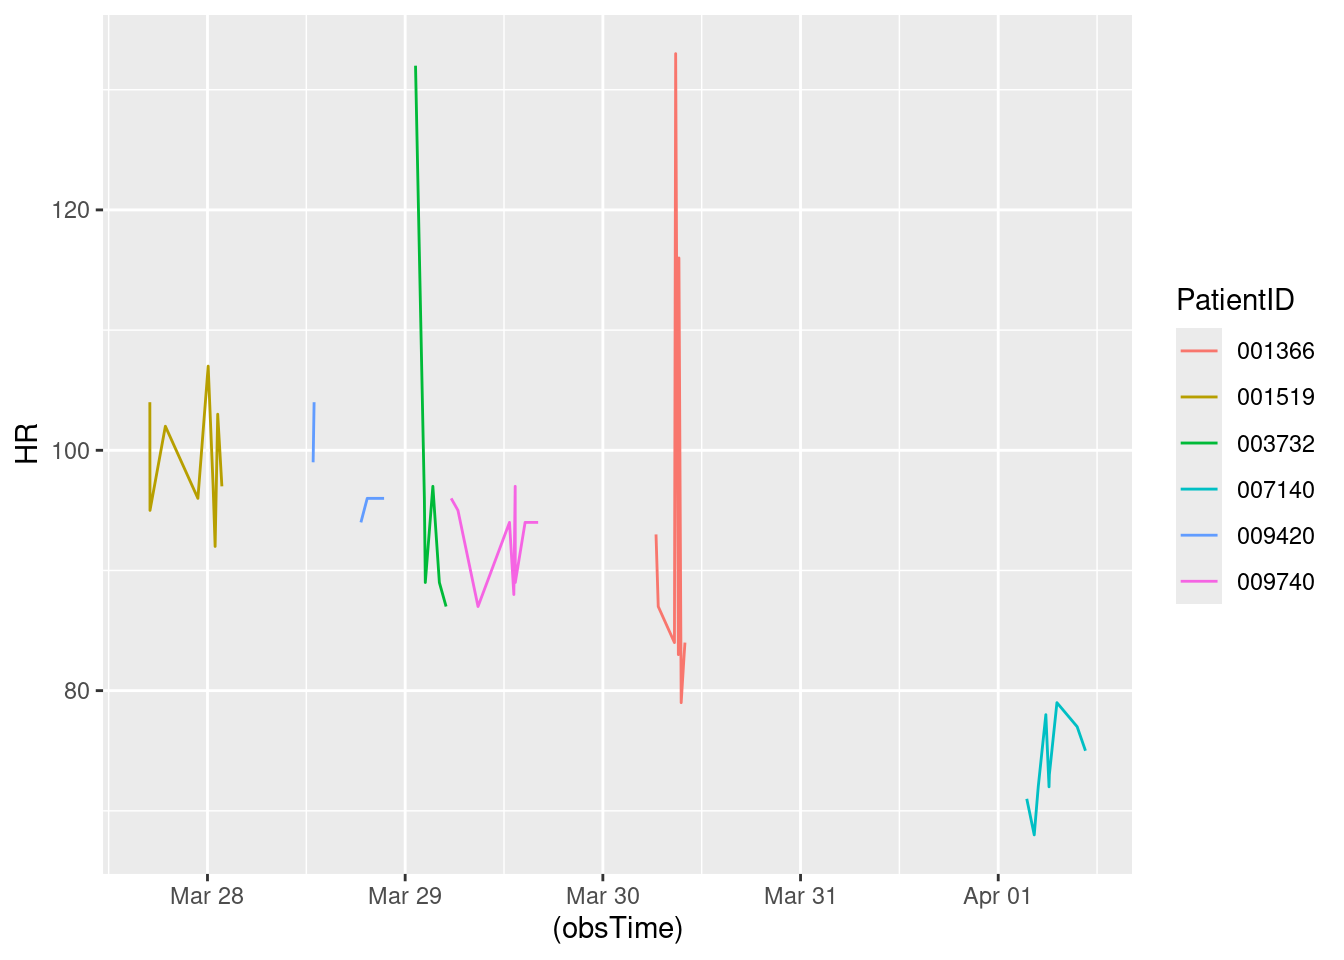 120
100
80
HR
Mar 28
Mar 29
Mar 30
Mar 31
Apr 01
(obsTime)
PatientID
001366
001519
003732
007140
009420
009740